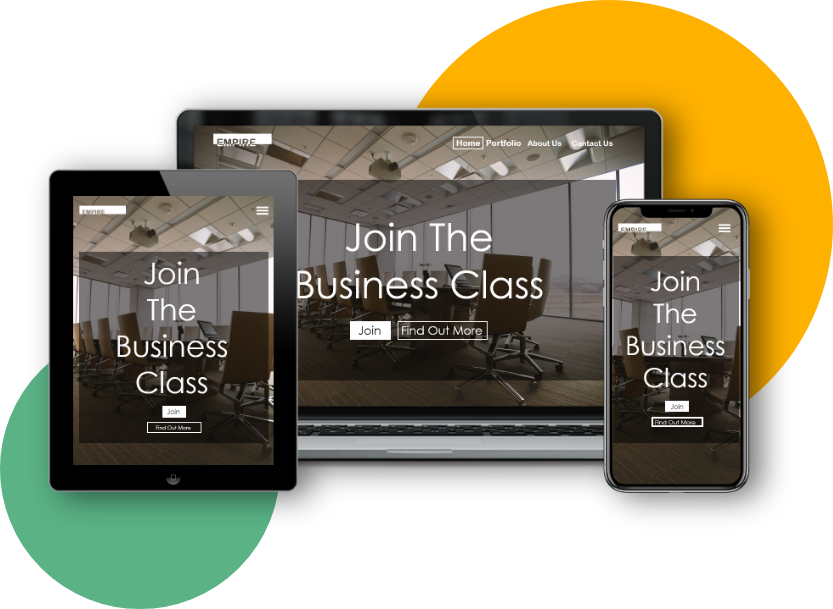 EMPIRE
Home Portfolio About Us Contact Us
Join The
Business Class
Join Find Out More
EMPIRE
Join
The
Business
Class
Join
Find Out More
EMPIRE
Join
The
Business
Class
Join
Find Out More